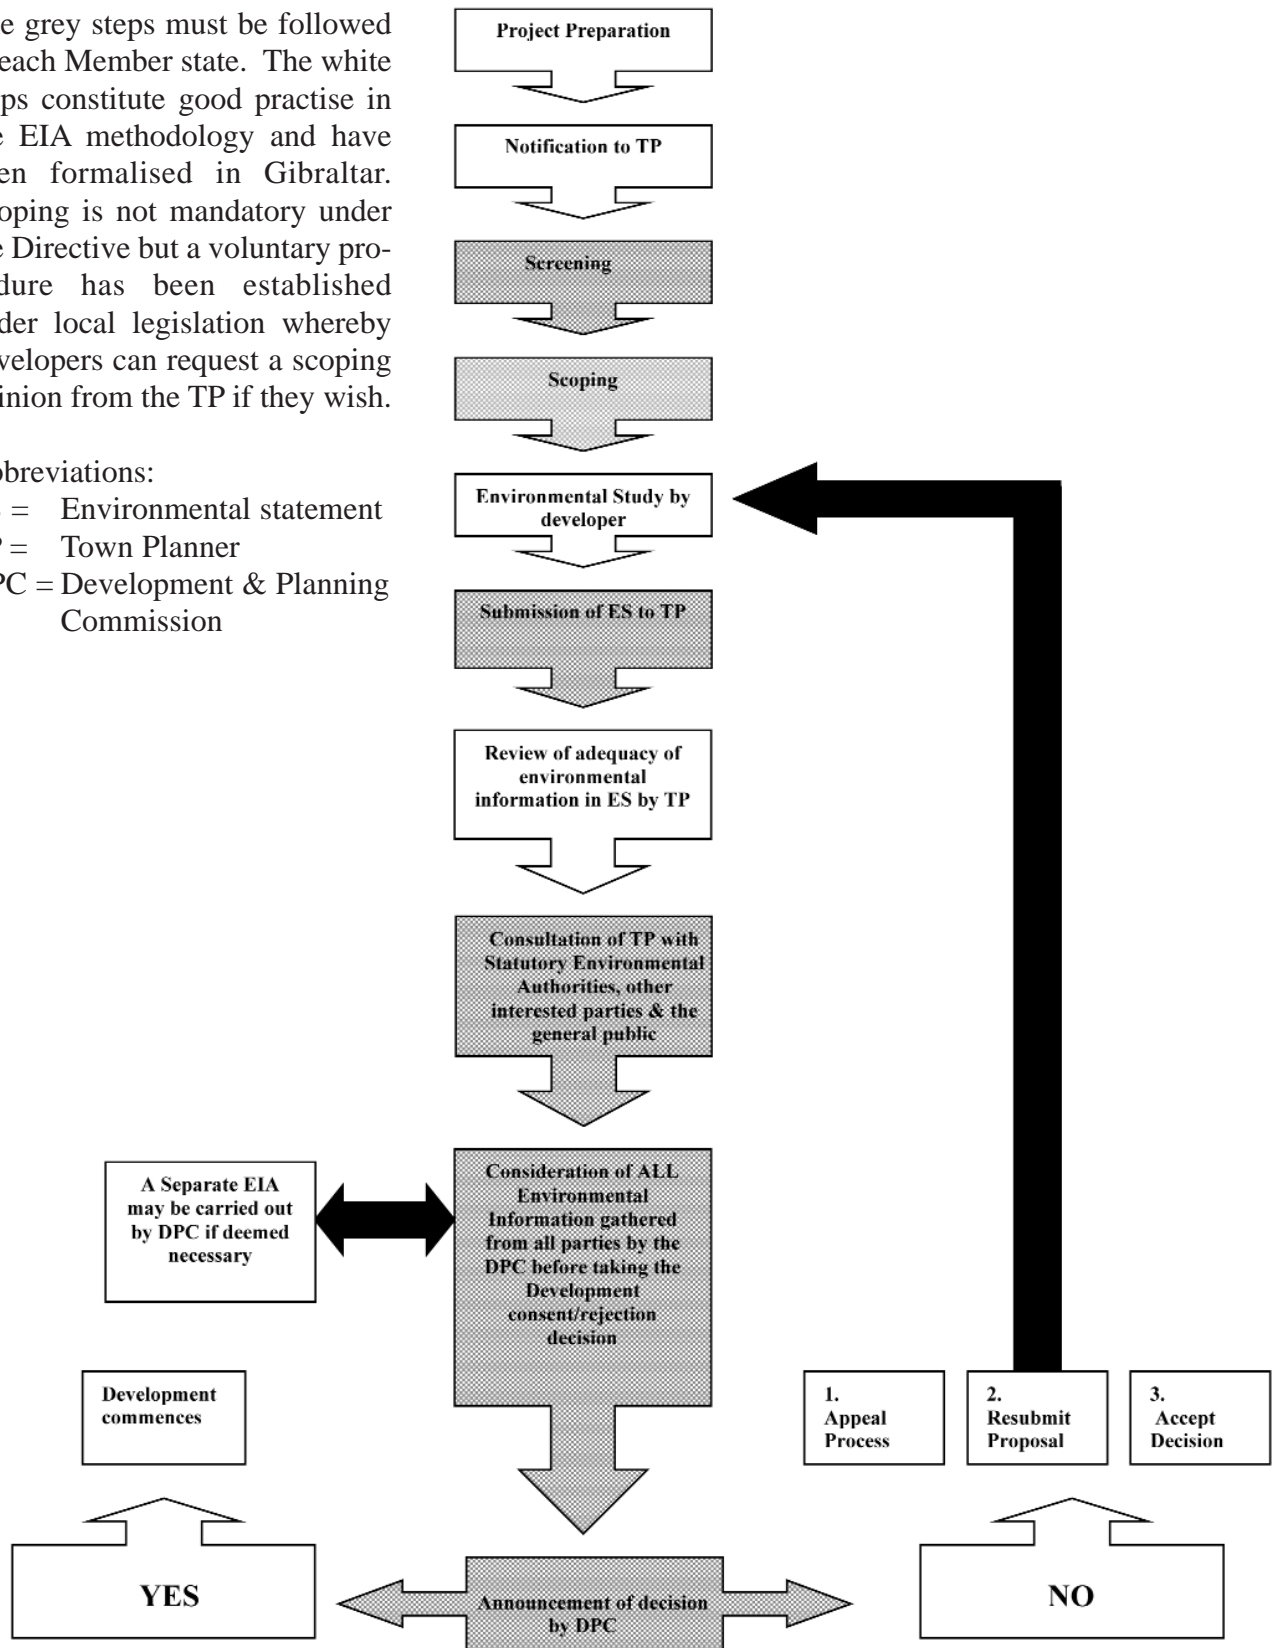 e grey steps must be followed
each Member state. The white
ps constitute good practise in
e EIA methodology and have
en formalised in Gibraltar.
oping is not mandatory under
e Directive but a voluntary pro-
dure has been established
der local legislation whereby
velopers can request a scoping
inion from the TP if they wish.
bbreviations:
= Environmental statement
P = Town Planner
PC = Development & Planning
Commission
Project Preparation
Notification to TP
Screening
Scoping
Environmental Study by
developer
Submission of ES to TP
Review of adequacy of
environmental
information in ES by TP
Consultation of TP with
Statutory Environmental
Authorities, other
interested parties & the
general public
A Separate EIA
may be carried out
by DPC if deemed
necessary
Consideration of ALL
Environmental
Information gathered
from all parties by the
DPC before taking the
Development
consent/rejection
decision
Development
commences
1.
Appeal
Process
2.
Resubmit
Proposal
3.
Accept
Decision
YES
Announcement of decision
by DPC
NO